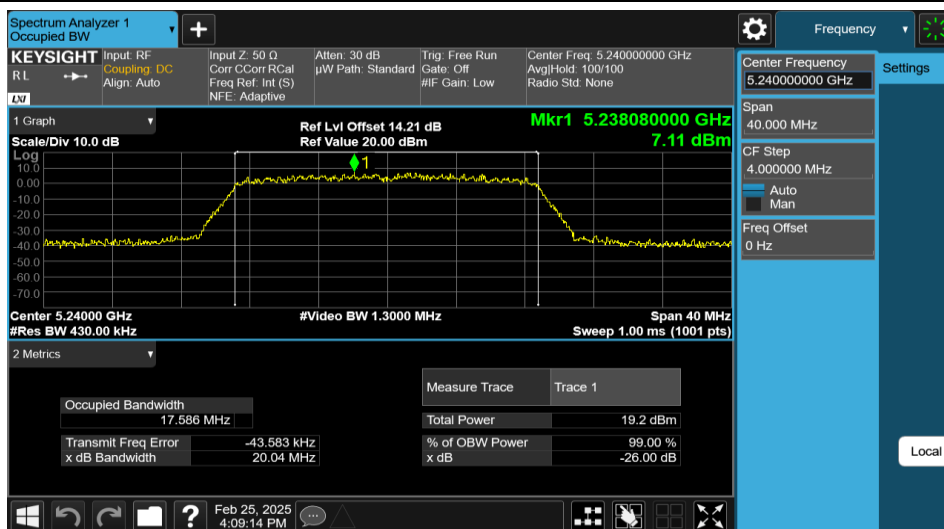 Spectrum Analyzer 1
Occupied BW
+
Frequency
KEYSIGHT
R L
LXI
Input: RF
Coupling: DC
Align: Auto
Input Z: 50 Ω
Corr CCorr RCal
Freq Ref: Int (S)
NFE: Adaptive
Atten: 30 dB
µW Path: Standard
Trig: Free Run
Gate: Off
#IF Gain: Low
Center Freq: 5.240000000 GHz
Avg|Hold: 100/100
Radio Std: None
Center Frequency
5.240000000 GHz
Settings
Span
40.000 MHz
CF Step
4.000000 MHz
Auto
Man
Freq Offset
0 Hz
Local
1 Graph
Scale/Div 10.0 dB
Ref Lvl Offset 14.21 dB
Ref Value 20.00 dBm
Mkr1 5.238080000 GHz
7.11 dBm
Log
1
10.0
0.00
-10.0
-20.0
-30.0
-40.0
-50.0
-60.0
-70.0
Center 5.24000 GHz
#Res BW 430.00 kHz
#Video BW 1.3000 MHz
Span 40 MHz
Sweep 1.00 ms (1001 pts)
2 Metrics
Measure Trace Trace 1
Occupied Bandwidth
17.586 MHz
Total Power 19.2 dBm
Transmit Freq Error -43.583 kHz
% of OBW Power 99.00 %
x dB Bandwidth 20.04 MHz
x dB -26.00 dB
?
Feb 25, 2025
4:09:14 PM